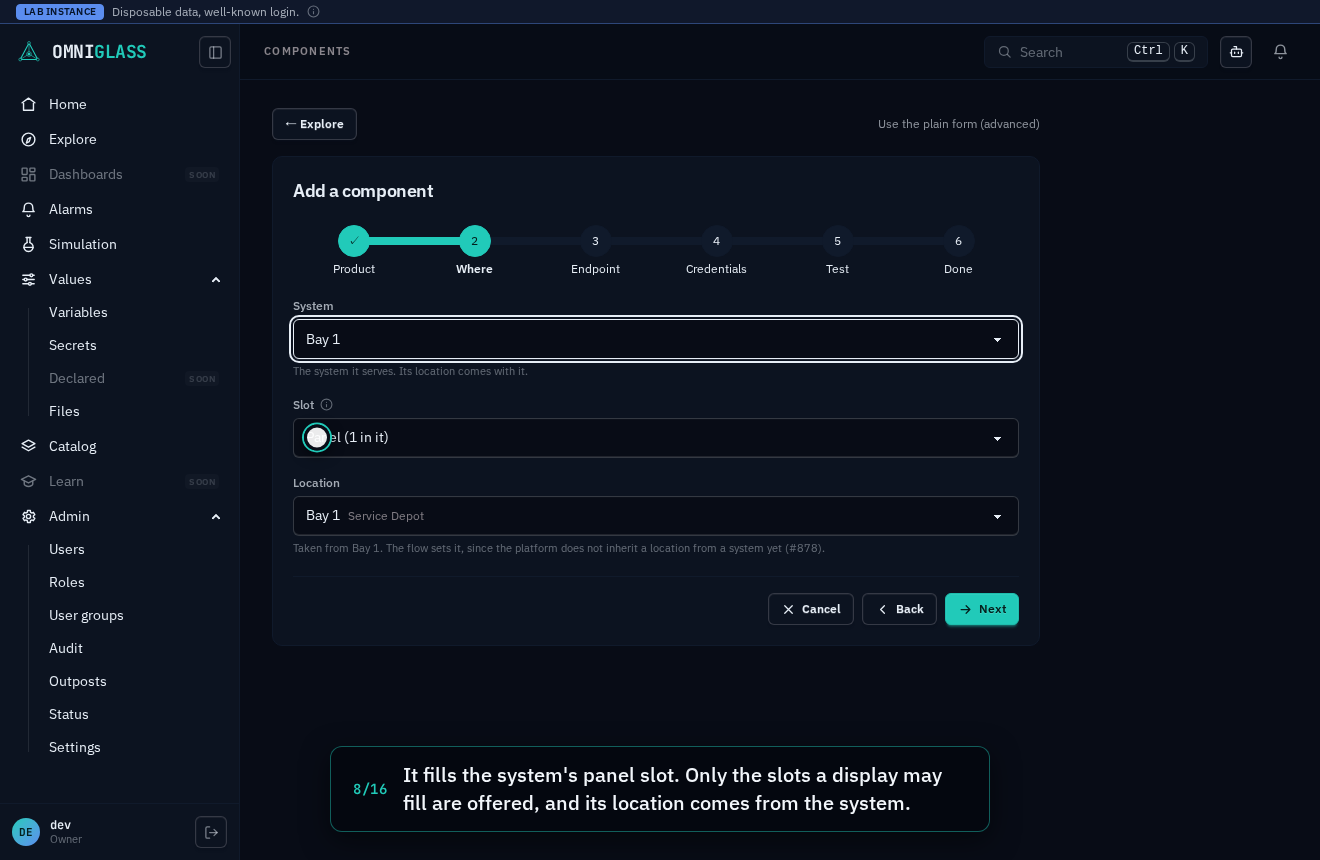 LAB INSTANCE Disposable data, well-known login.
OMNIGLASS
COMPONENTS
Search Ctrl K
Home
Explore
Dashboards SOON
Alarms
Simulation
Values
Variables
Secrets
Declared SOON
Files
Catalog
Learn SOON
Admin
Users
Roles
User groups
Audit
Outposts
Status
Settings
DE dev
Owner
← Explore
Use the plain form (advanced)
Add a component
✓ 2 3 4 5 6
Product Where Endpoint Credentials Test Done
System
Bay 1
The system it serves. Its location comes with it.
Slot
(1 in it)
Location
Bay 1 Service Depot
Taken from Bay 1. The flow sets it, since the platform does not inherit a location from a system yet (#878).
Cancel Back Next
8/16 It fills the system's panel slot. Only the slots a display may
fill are offered, and its location comes from the system.